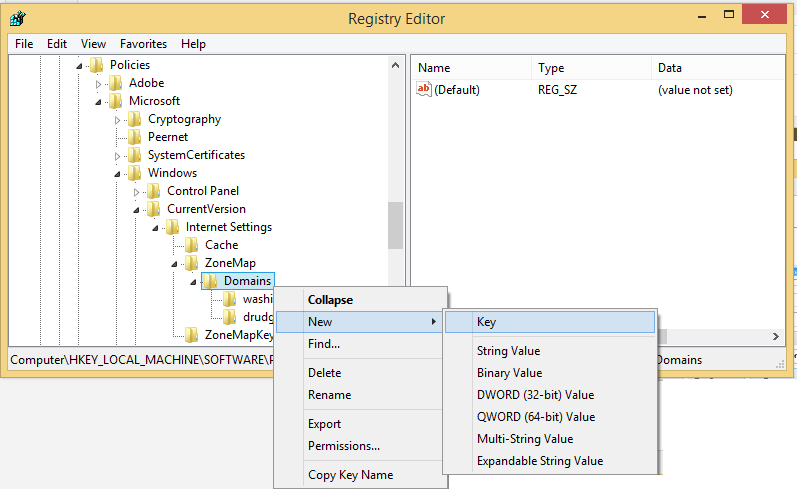 Registry Editor
File Edit View Favorites Help
Policies
Adobe
Microsoft
Cryptography
Peernet
SystemCertificates
Windows
Control Panel
CurrentVersion
Internet Settings
Cache
ZoneMap
Domains
washi
drudg
ZoneMapKey
Name Type Data
ab (Default) REG_SZ (value not set)
Collapse
New
Find...
Delete
Rename
Export
Permissions...
Copy Key Name
Key
String Value
Binary Value
DWORD (32-bit) Value
QWORD (64-bit) Value
Multi-String Value
Expandable String Value
Computer\HKEY_LOCAL_MACHINE\SOFTWARE\P Domains